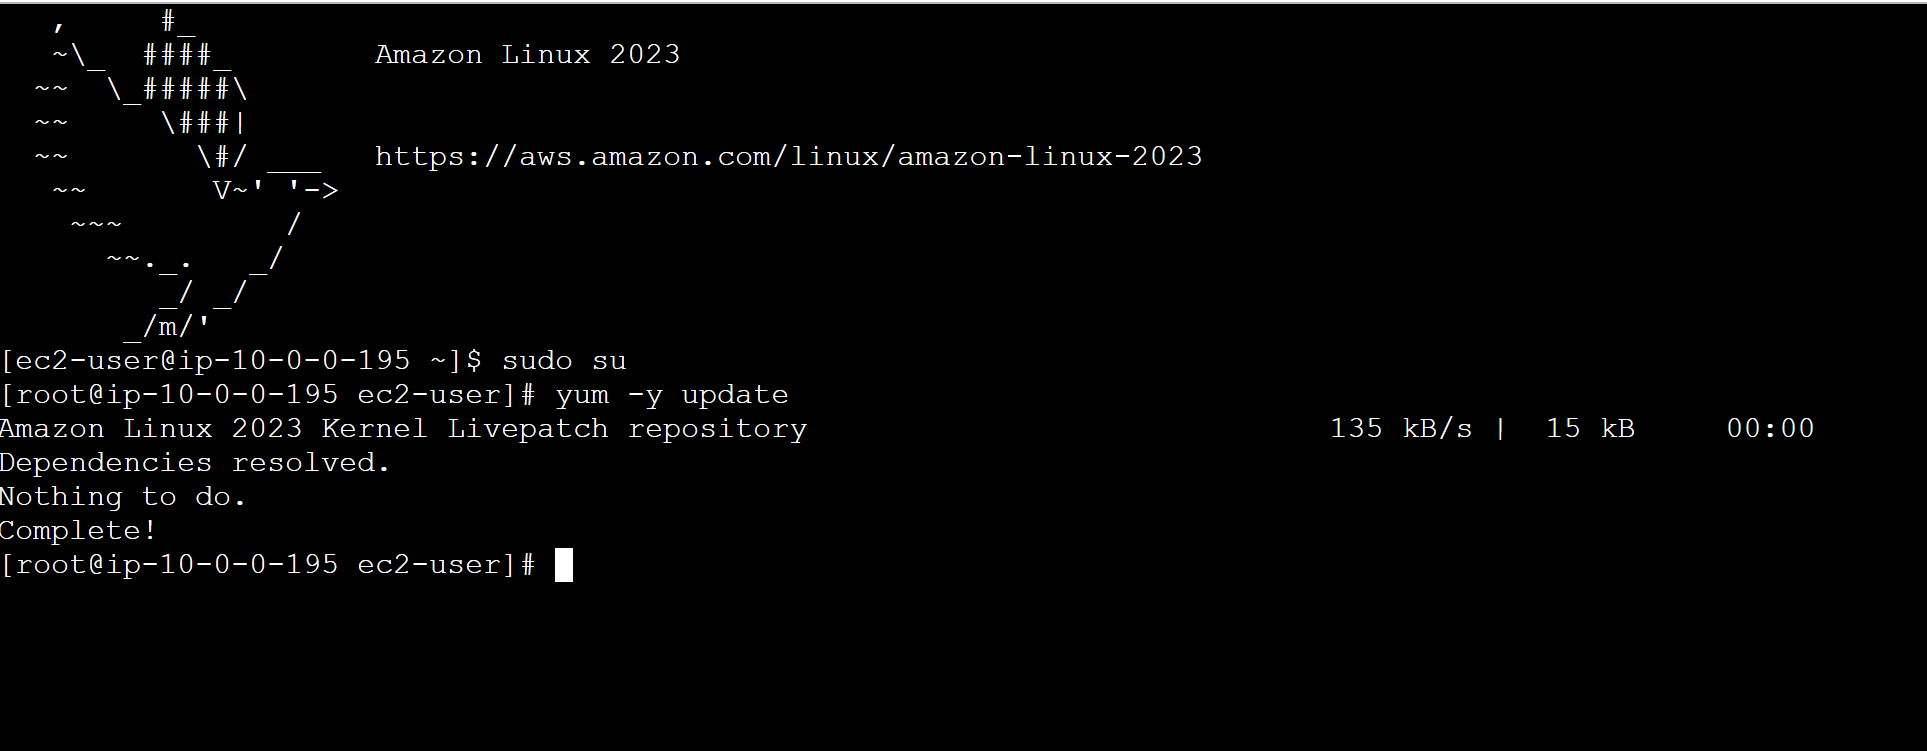 ,     #_
   ~\_  ####_        Amazon Linux 2023
  ~~  \_#####\
  ~~     \###|
  ~~       \#/ ___   https://aws.amazon.com/linux/amazon-linux-2023
   ~~       V~' '->
    ~~~         /
      ~~._.   _/
         _/ _/
       _/m/'
[ec2-user@ip-10-0-0-195 ~]$ sudo su
[root@ip-10-0-0-195 ec2-user]# yum -y update
Amazon Linux 2023 Kernel Livepatch repository                             135 kB/s |  15 kB     00:00
Dependencies resolved.
Nothing to do.
Complete!
[root@ip-10-0-0-195 ec2-user]#